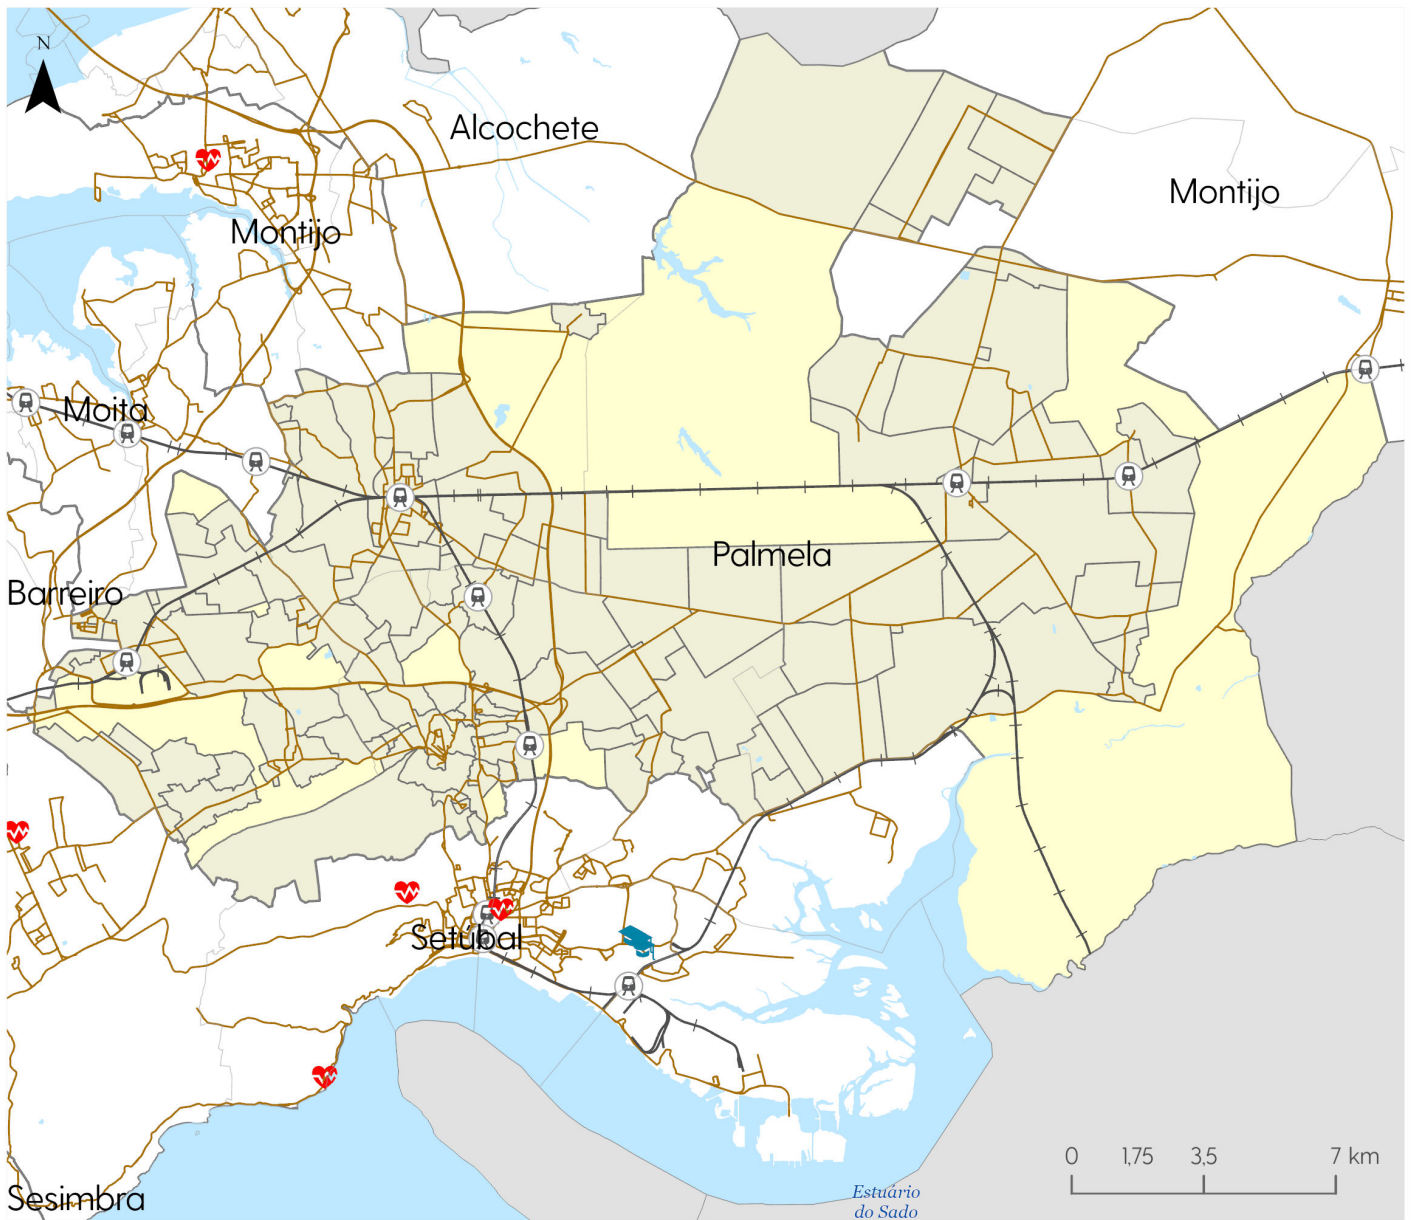 N
Alcochete
Montijo
Montijo
Moita
Palmela
Barreiro
Setúbal
0 1,75 3,5 7 km
Sesimbra
Estuário
do Sado